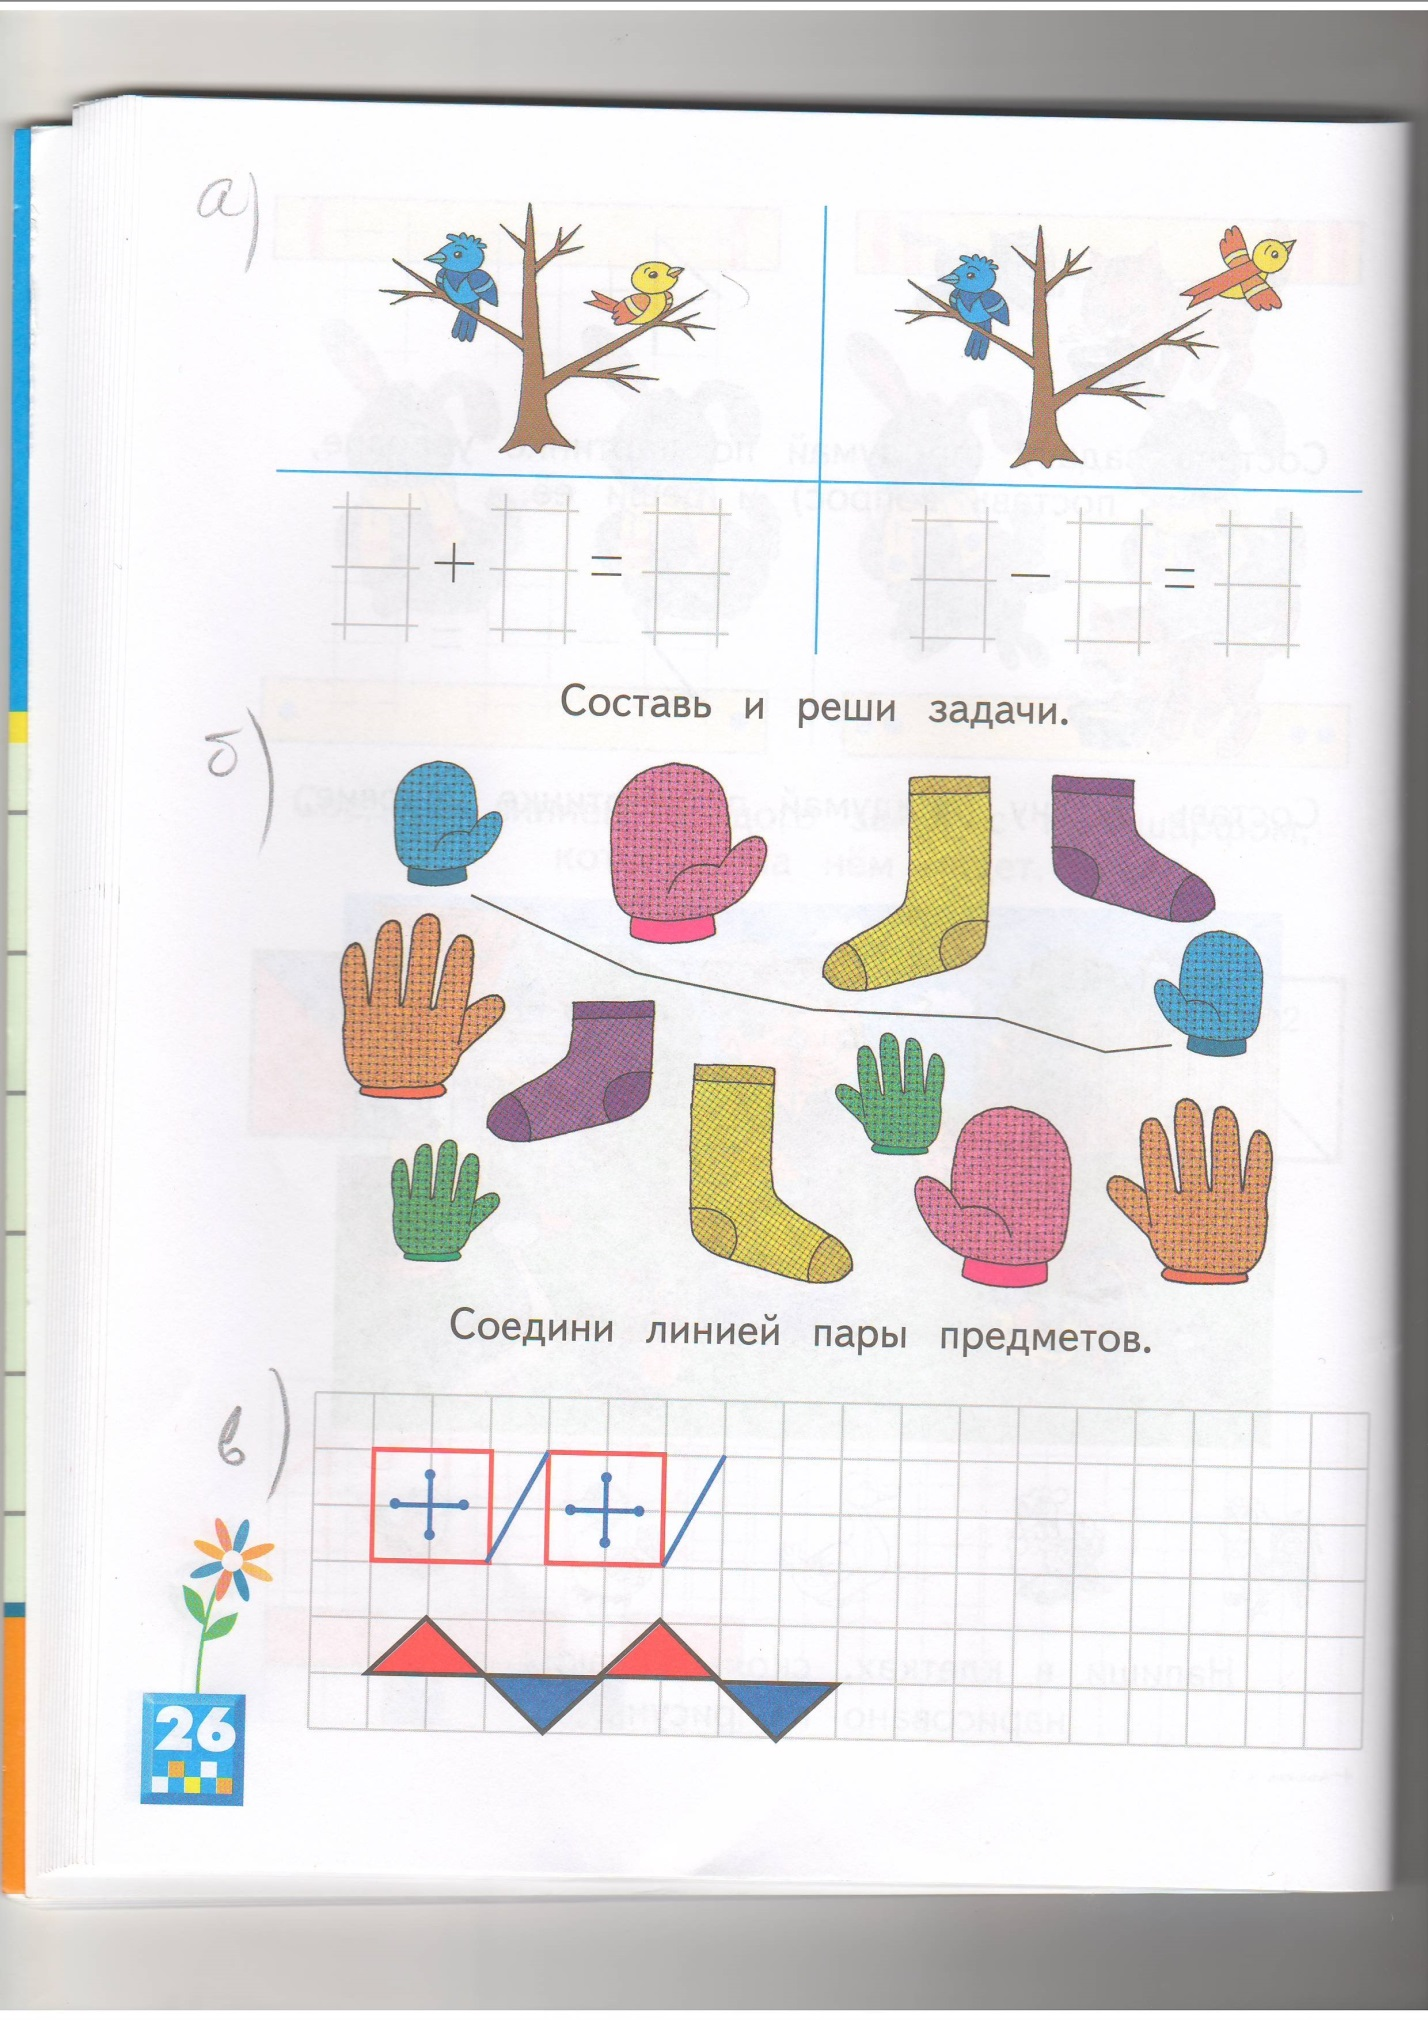 а)
+ =
− =
Составь и реши задачи.
б)
Соедини линией пары предметов.
в)
26